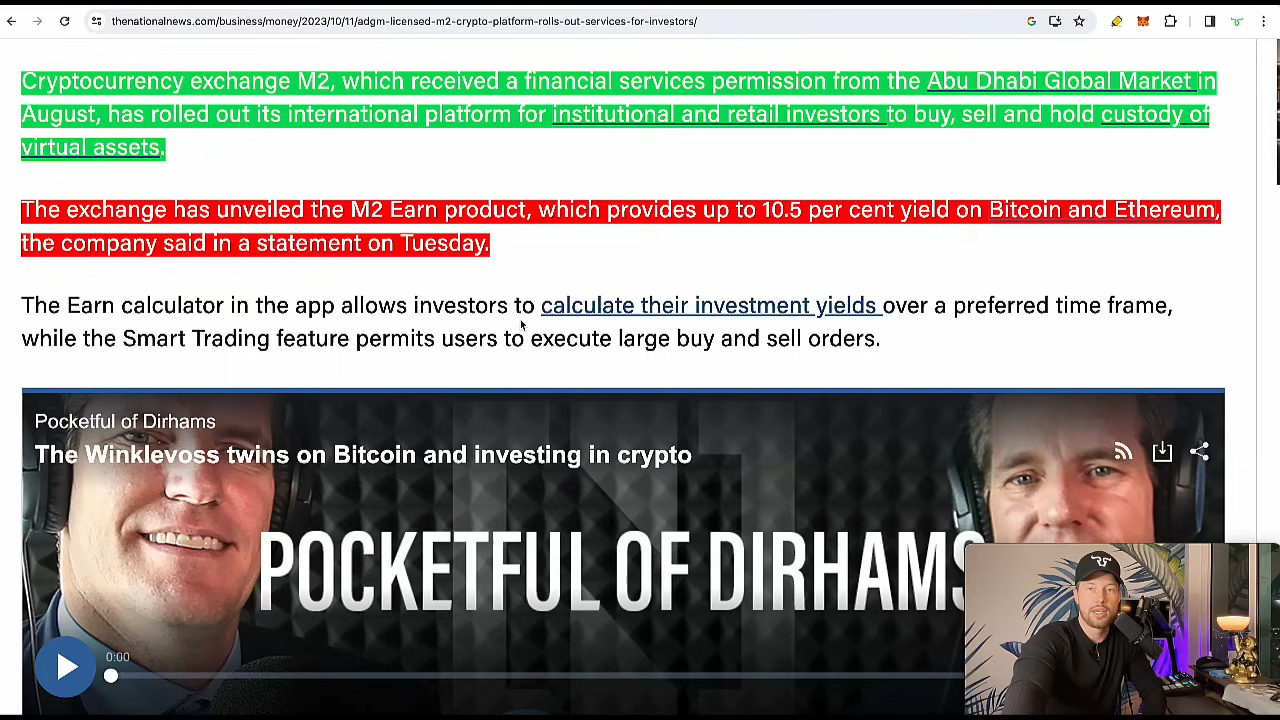 thenationalnews.com/business/money/2023/10/11/adgm-licensed-m2-crypto-platform-rolls-out-services-for-investors/
Cryptocurrency exchange M2, which received a financial services permission from the Abu Dhabi Global Market in
August, has rolled out its international platform for institutional and retail investors to buy, sell and hold custody of
virtual assets.
The exchange has unveiled the M2 Earn product, which provides up to 10.5 per cent yield on Bitcoin and Ethereum,
the company said in a statement on Tuesday.
The Earn calculator in the app allows investors to calculate their investment yields over a preferred time frame,
while the Smart Trading feature permits users to execute large buy and sell orders.
Pocketful of Dirhams
The Winklevoss twins on Bitcoin and investing in crypto
POCKETFUL OF DIRHAMS
0:00